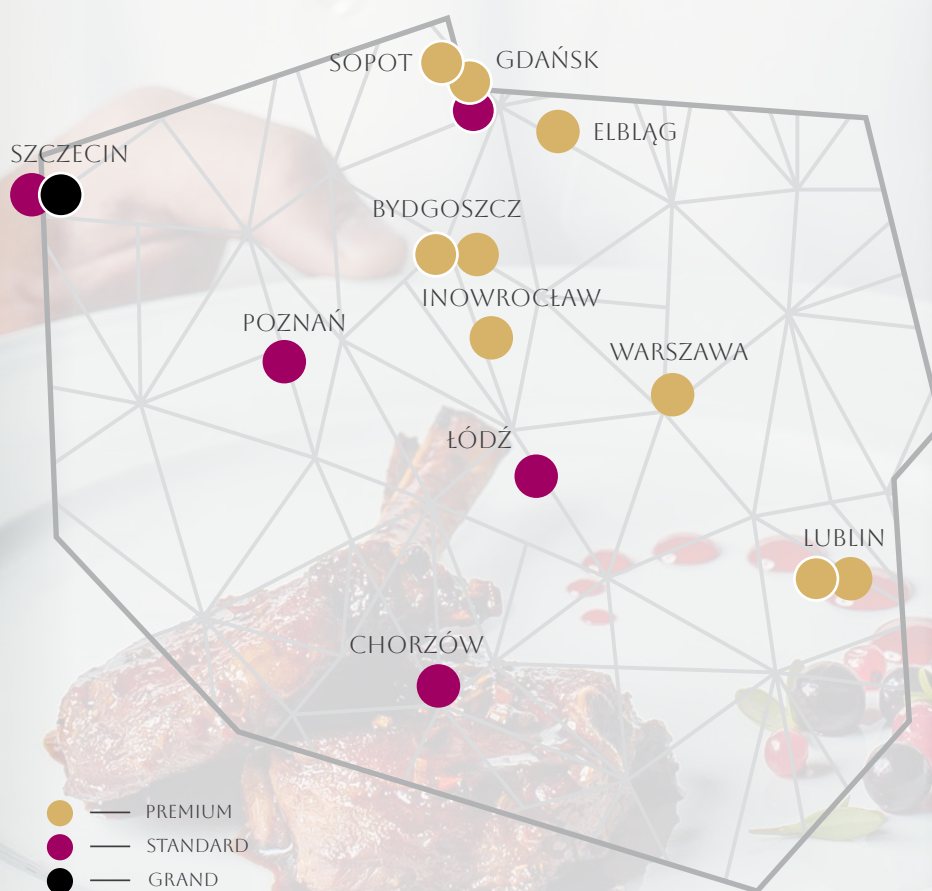 SOPOT
GDAŃSK
ELBLĄG
SZCZECIN
BYDGOSZCZ
INOWROCŁAW
POZNAŃ
WARSZAWA
ŁÓDŹ
LUBLIN
CHORZÓW
PREMIUM
STANDARD
GRAND